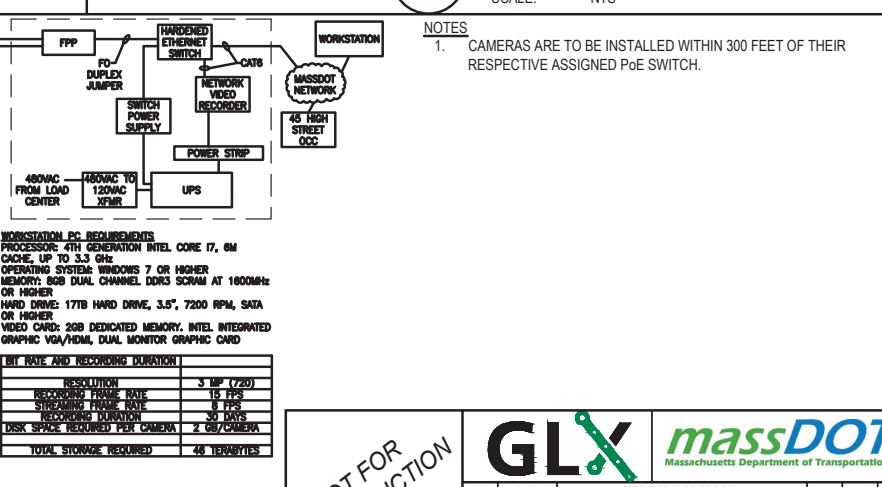 SCALE: NTS
NOTES
1. CAMERAS ARE TO BE INSTALLED WITHIN 300 FEET OF THEIR
RESPECTIVE ASSIGNED PoE SWITCH.
FPP
FO
DUPLEX
JUMPER
HARDENED
ETHERNET
SWITCH
CAT6
WORKSTATION
MASSDOT
NETWORK
45 HIGH
STREET
OCC
NETWORK
VIDEO
RECORDER
SWITCH
POWER
SUPPLY
POWER STRIP
480VAC
FROM LOAD
CENTER
480VAC TO
120VAC
XFMR
UPS
WORKSTATION PC REQUIREMENTS
PROCESSOR: 4TH GENERATION INTEL CORE I7, 6M
CACHE, UP TO 3.3 GHz
OPERATING SYSTEM: WINDOWS 7 OR HIGHER
MEMORY: 8GB DUAL CHANNEL DDR3 SCRAM AT 1600MHz
OR HIGHER
HARD DRIVE: 17TB HARD DRIVE, 3.5", 7200 RPM, SATA
OR HIGHER
VIDEO CARD: 2GB DEDICATED MEMORY. INTEL INTEGRATED
GRAPHIC VGA/HDMI, DUAL MONITOR GRAPHIC CARD
BIT RATE AND RECORDING DURATION
RESOLUTION 3 MP (720)
RECORDING FRAME RATE 15 FPS
STREAMING FRAME RATE 8 FPS
RECORDING DURATION 30 DAYS
DISK SPACE REQUIRED PER CAMERA 2 GB/CAMERA
TOTAL STORAGE REQUIRED 46 TERABYTES
GLX
massDOT
Massachusetts Department of Transportation